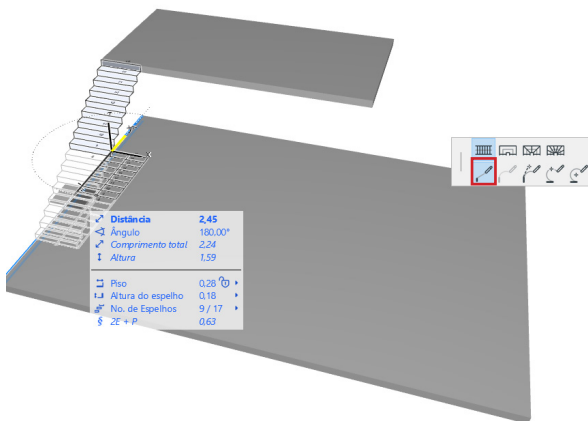 Distância 2,45
Ângulo 180,00°
Comprimento total 2,24
Altura 1,59
Piso 0,28
Altura do espelho 0,18
No. de Espelhos 9 / 17
2E + P 0,63